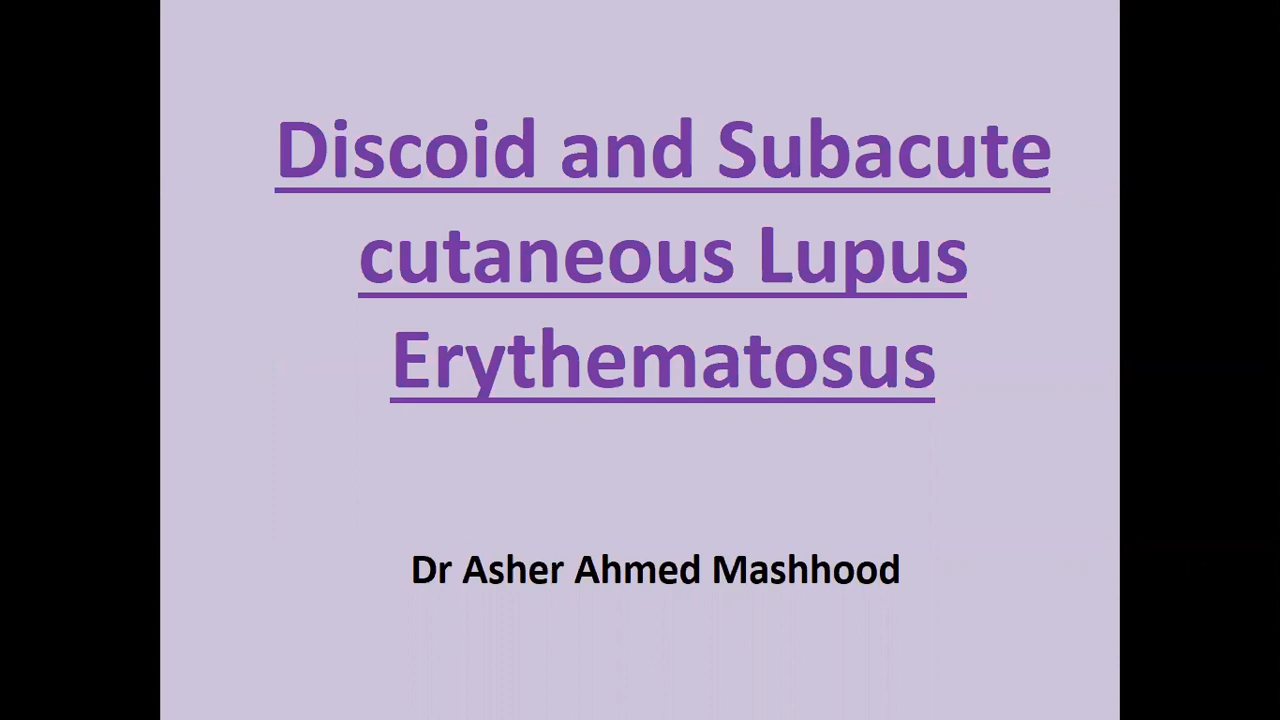 Discoid and Subacute
cutaneous Lupus
Erythematosus
Dr Asher Ahmed Mashhood